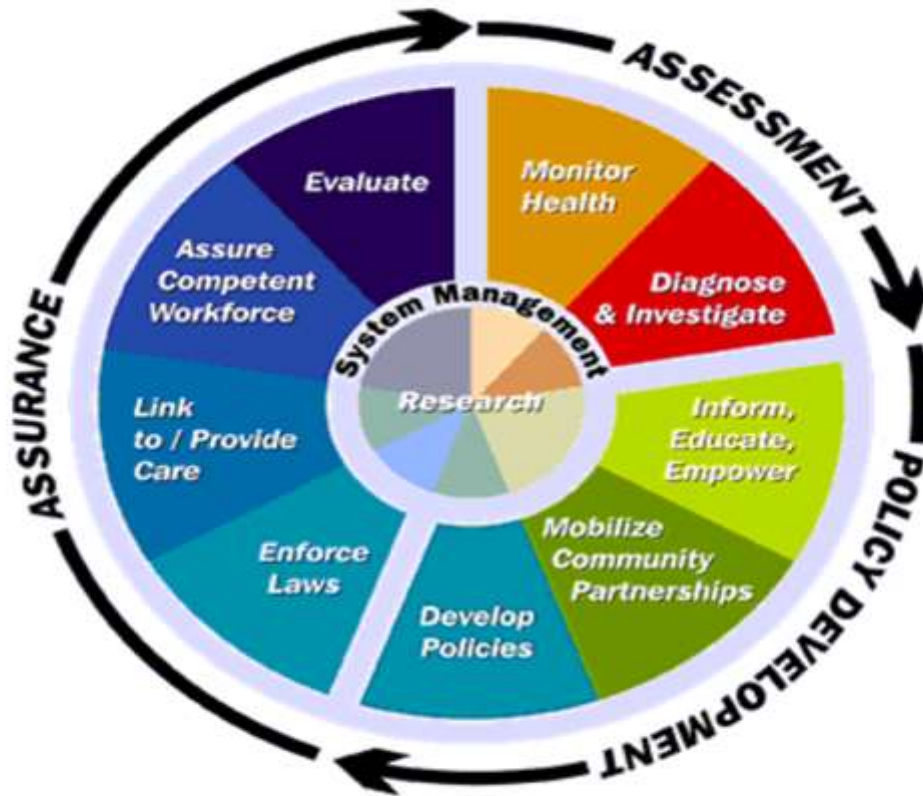 ASSESSMENT
Monitor
Health
Diagnose
& Investigate
Inform,
Educate,
Empower
POLICY DEVELOPMENT
Mobilize
Community
Partnerships
Develop
Policies
Enforce
Laws
ASSURANCE
Link
to / Provide
Care
Assure
Competent
Workforce
Evaluate
System Management
Research